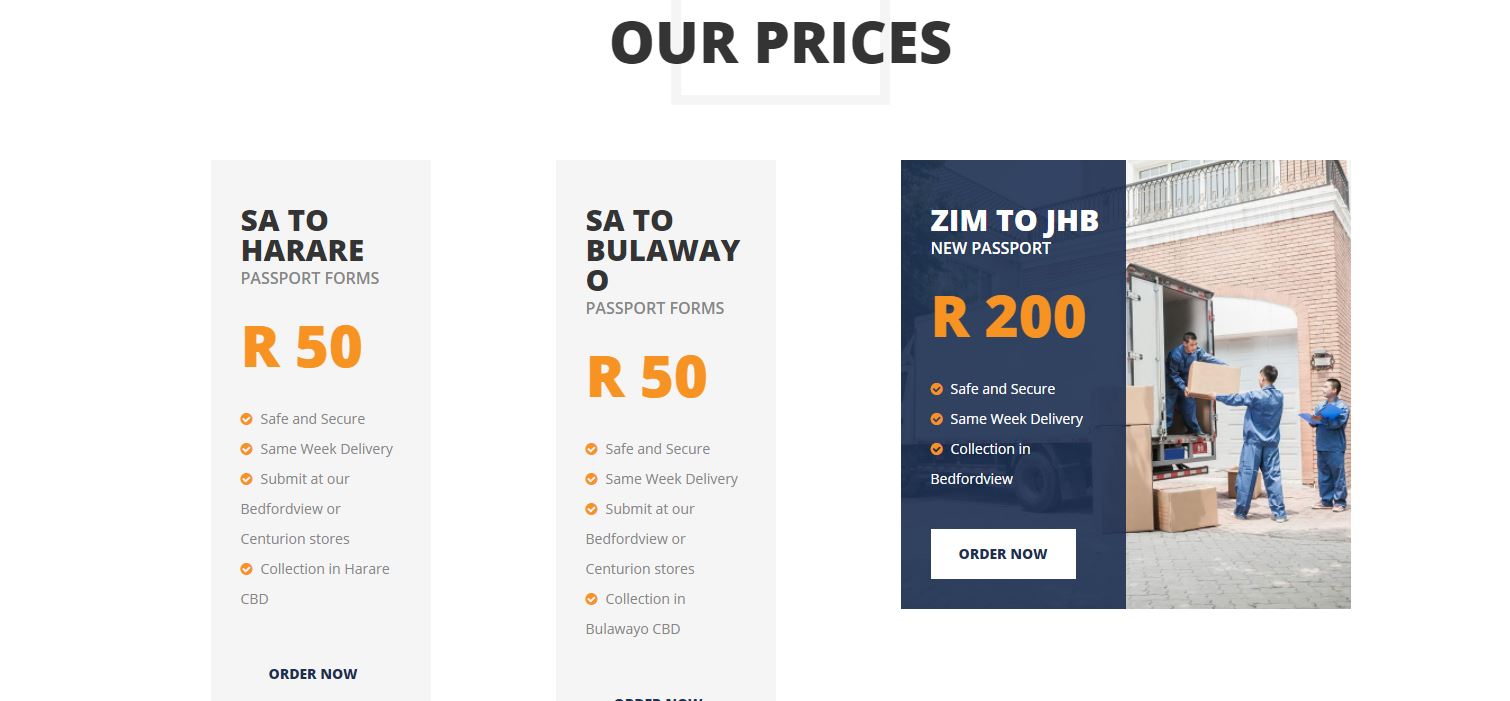 OUR PRICES
SA TO
HARARE
PASSPORT FORMS
R 50
Safe and Secure
Same Week Delivery
Submit at our
Bedfordview or
Centurion stores
Collection in Harare
CBD
ORDER NOW
SA TO
BULAWAY
O
PASSPORT FORMS
R 50
Safe and Secure
Same Week Delivery
Submit at our
Bedfordview or
Centurion stores
Collection in
Bulawayo CBD
ORDER NOW
ZIM TO JHB
NEW PASSPORT
R 200
Safe and Secure
Same Week Delivery
Collection in
Bedfordview
ORDER NOW